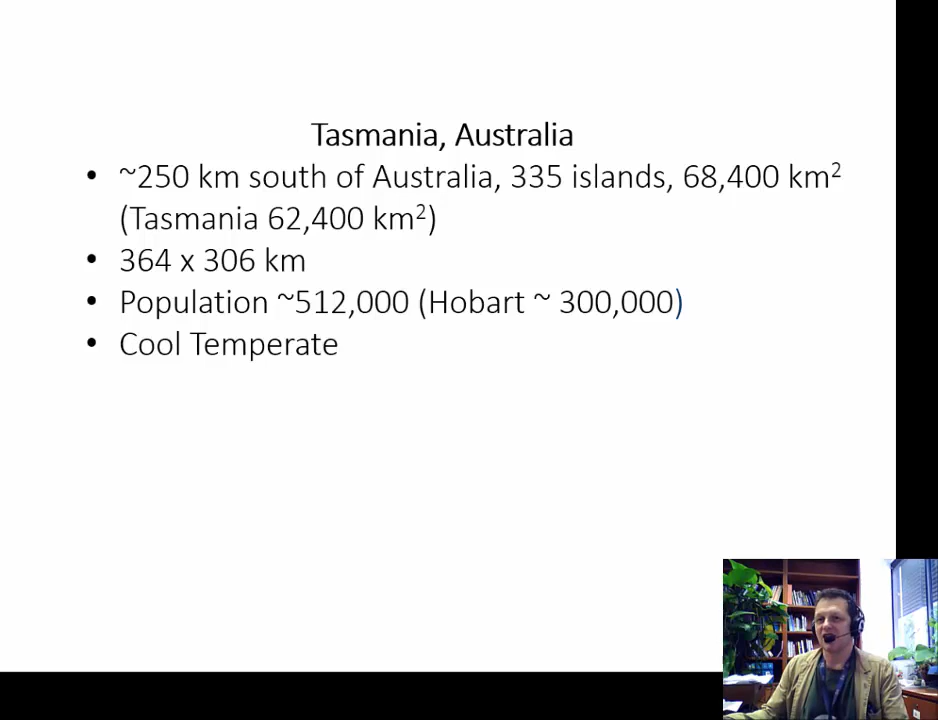 Tasmania, Australia
• ~250 km south of Australia, 335 islands, 68,400 km²
(Tasmania 62,400 km²)
• 364 x 306 km
• Population ~512,000 (Hobart ~ 300,000)
• Cool Temperate